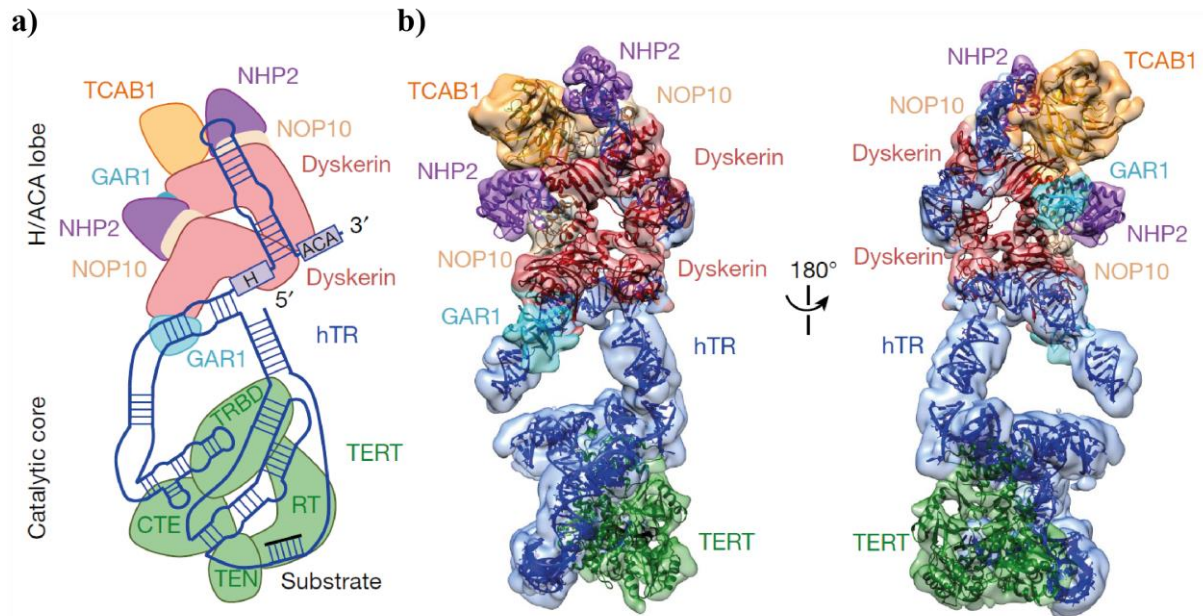 a)
NHP2
TCAB1
NOP10
Dyskerin
GAR1
NHP2
NOP10
3′
ACA
H
Dyskerin
5′
GAR1
hTR
TRBD
TERT
CTE
RT
TEN
Substrate
H/ACA lobe
Catalytic core
b)
NHP2
TCAB1
NOP10
Dyskerin
NHP2
NOP10
Dyskerin
GAR1
hTR
TERT
180°
NHP2
TCAB1
NOP10
Dyskerin
GAR1
NHP2
Dyskerin
NOP10
hTR
TERT